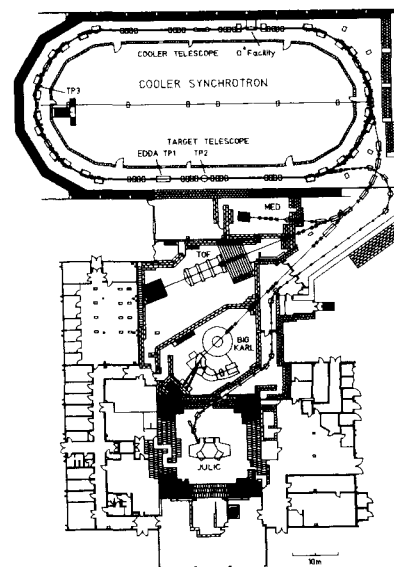 COOLER TELESCOPE
0° Facility
COOLER SYNCHROTRON
TP3
TARGET TELESCOPE
EDDA TP1 TP2
MED
TOF
BIG
KARL
JULIC
10m